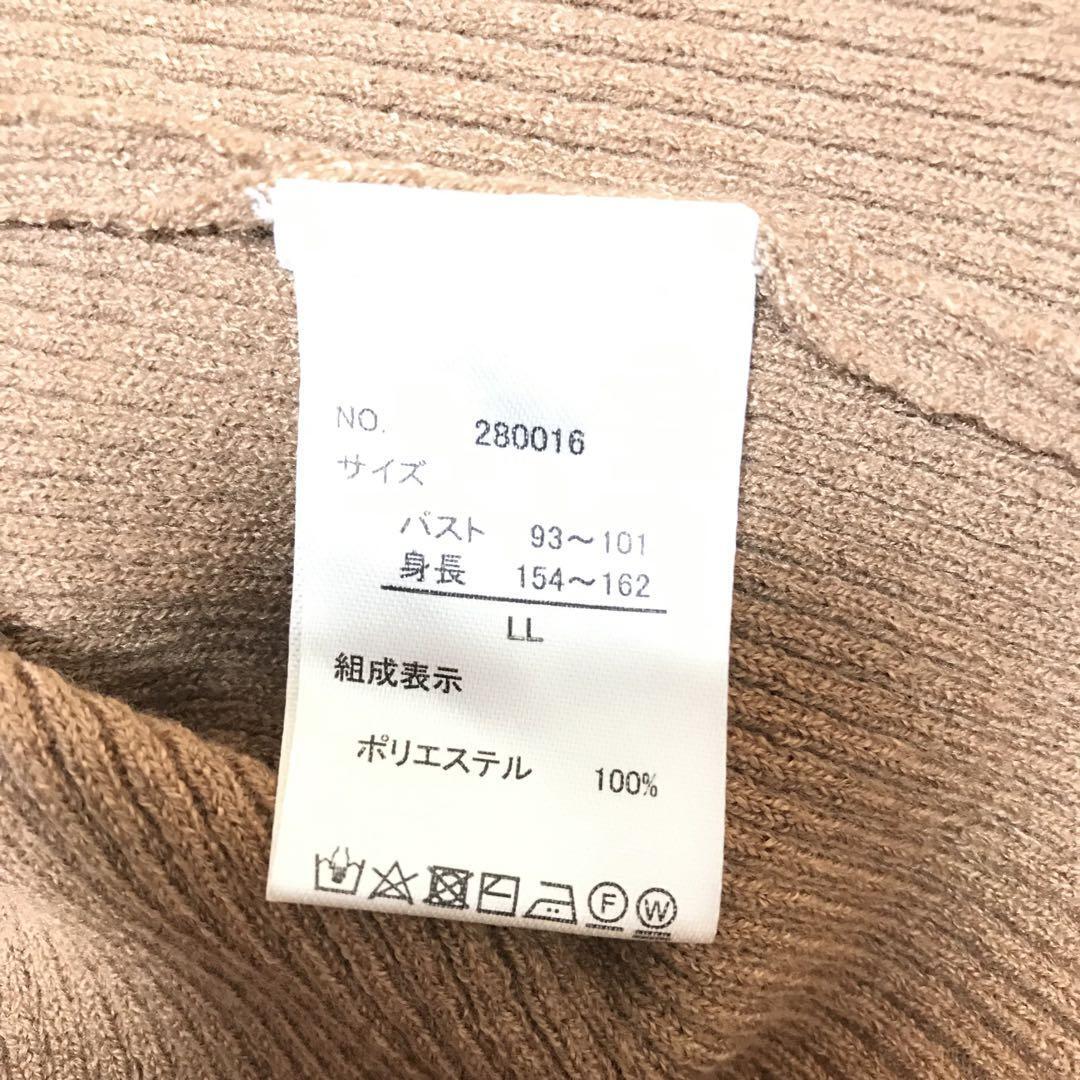 NO. 280016
サイズ
バスト 93～101
身長 154～162
LL
組成表示
ポリエステル 100%
F W